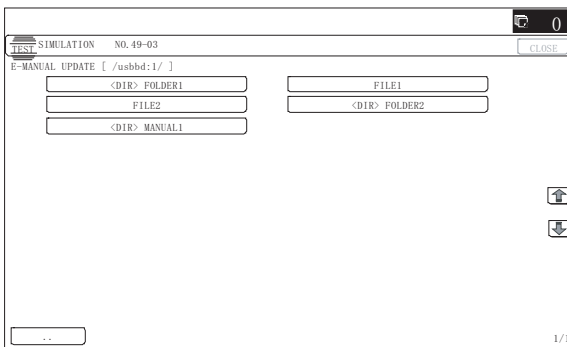 0
TEST SIMULATION NO.49-03 CLOSE
E-MANUAL UPDATE [ /usbbd:1/ ]
<DIR> FOLDER1 FILE1
FILE2 <DIR> FOLDER2
<DIR> MANUAL1
.. 1/1